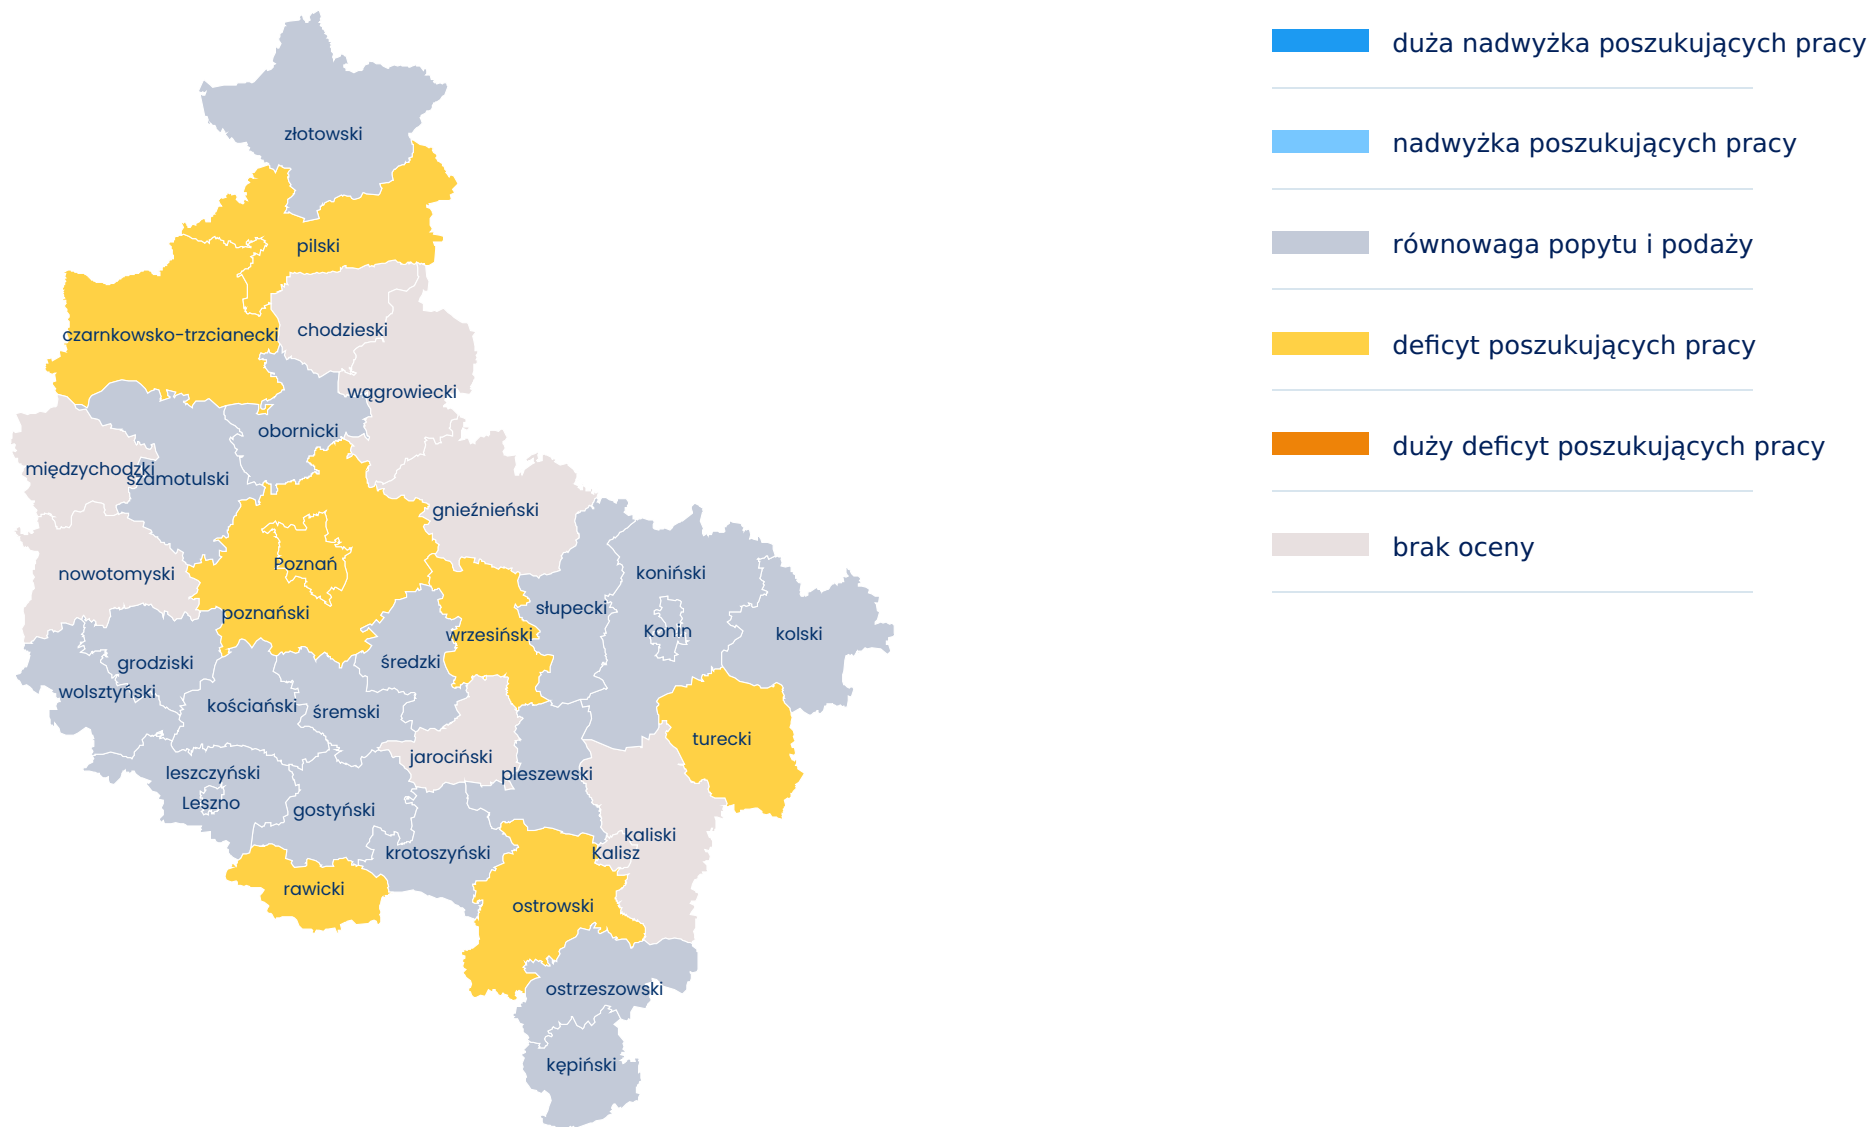 duża nadwyżka poszukujących pracy
nadwyżka poszukujących pracy
równowaga popytu i podaży
deficyt poszukujących pracy
duży deficyt poszukujących pracy
brak oceny
złotowski
pilski
czarnkowsko-trzcianecki
chodzieski
wągrowiecki
obornicki
międzychodzki
szamotulski
gnieźnieński
Poznań
nowotomyski
koniński
słupecki
poznański
Konin
kolski
wrzesiński
średzki
grodziski
wolsztyński
kościański
śremski
turecki
jarociński
leszczyński
pleszewski
Leszno
gostyński
kaliski
krotoszyński
Kalisz
rawicki
ostrowski
ostrzeszowski
kępiński